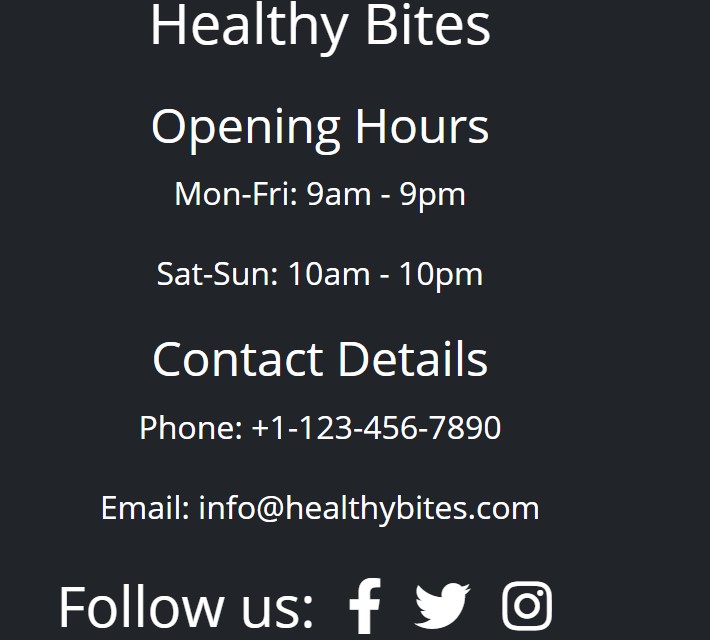 Healthy Bites
Opening Hours
Mon-Fri: 9am - 9pm
Sat-Sun: 10am - 10pm
Contact Details
Phone: +1-123-456-7890
Email: info@healthybites.com
Follow us: